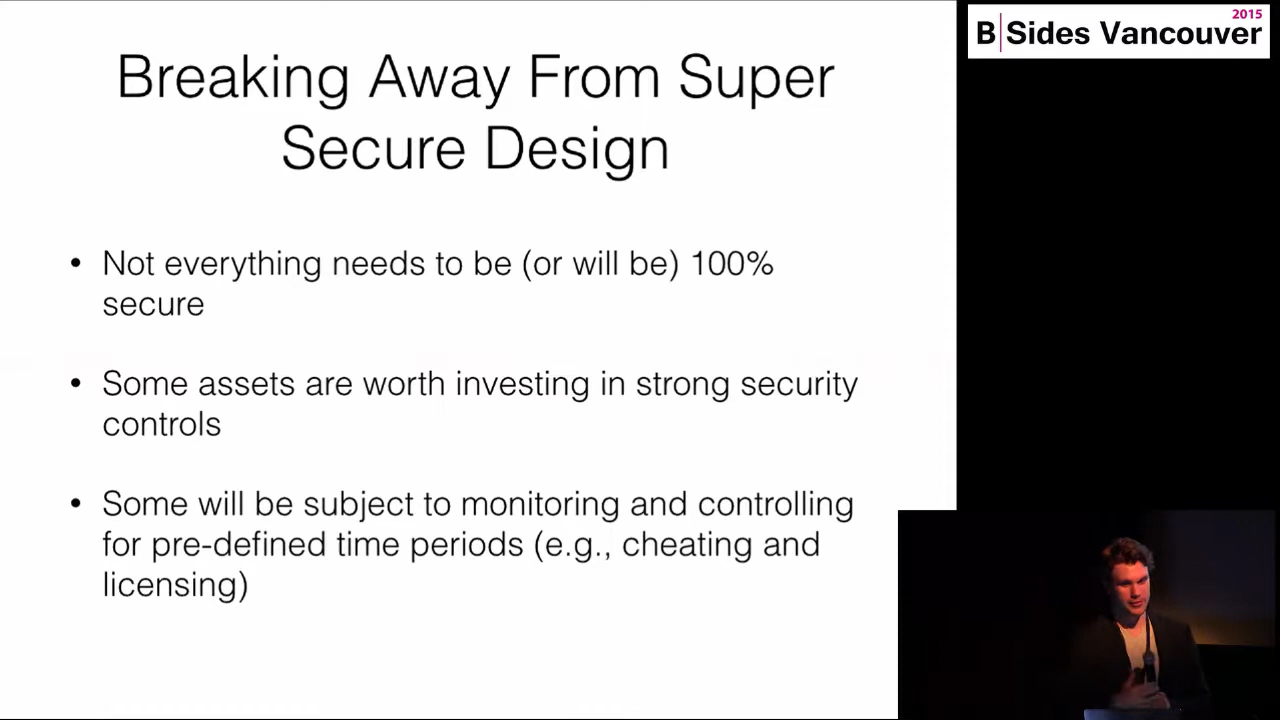 Breaking Away From Super
Secure Design
• Not everything needs to be (or will be) 100%
secure
• Some assets are worth investing in strong security
controls
• Some will be subject to monitoring and controlling
for pre-defined time periods (e.g., cheating and
licensing)
2015
B Sides Vancouver